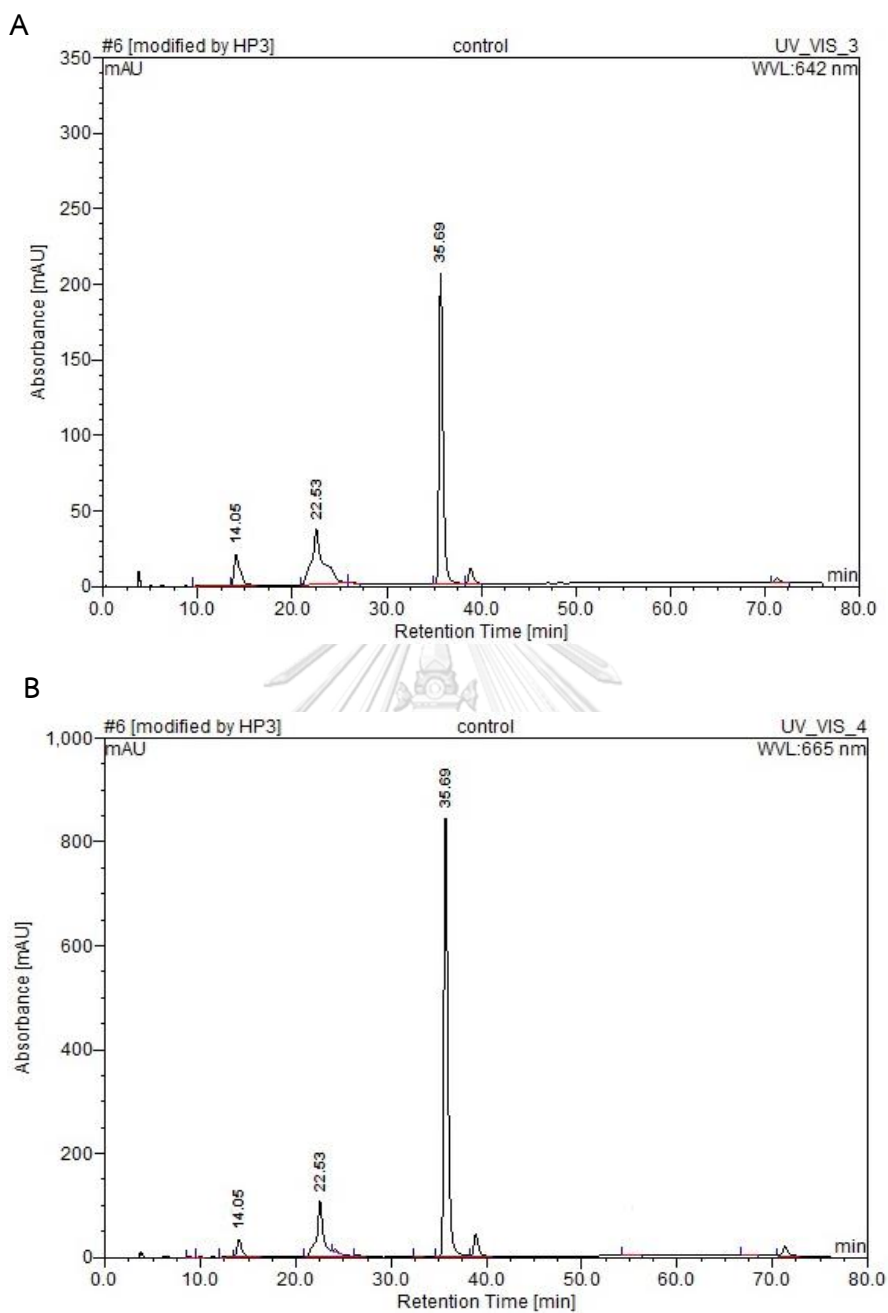 A
#6 [modified by HP3] control UV_VIS_3
mAU WVL:642 nm
350
300
250
200
150
100
50
0
Absorbance [mAU]
14.05
22.53
35.69
min
0.0 10.0 20.0 30.0 40.0 50.0 60.0 70.0 80.0
Retention Time [min]
B
#6 [modified by HP3] control UV_VIS_4
mAU WVL:665 nm
1,000
800
600
400
200
0
Absorbance [mAU]
14.05
22.53
35.69
min
0.0 10.0 20.0 30.0 40.0 50.0 60.0 70.0 80.0
Retention Time [min]